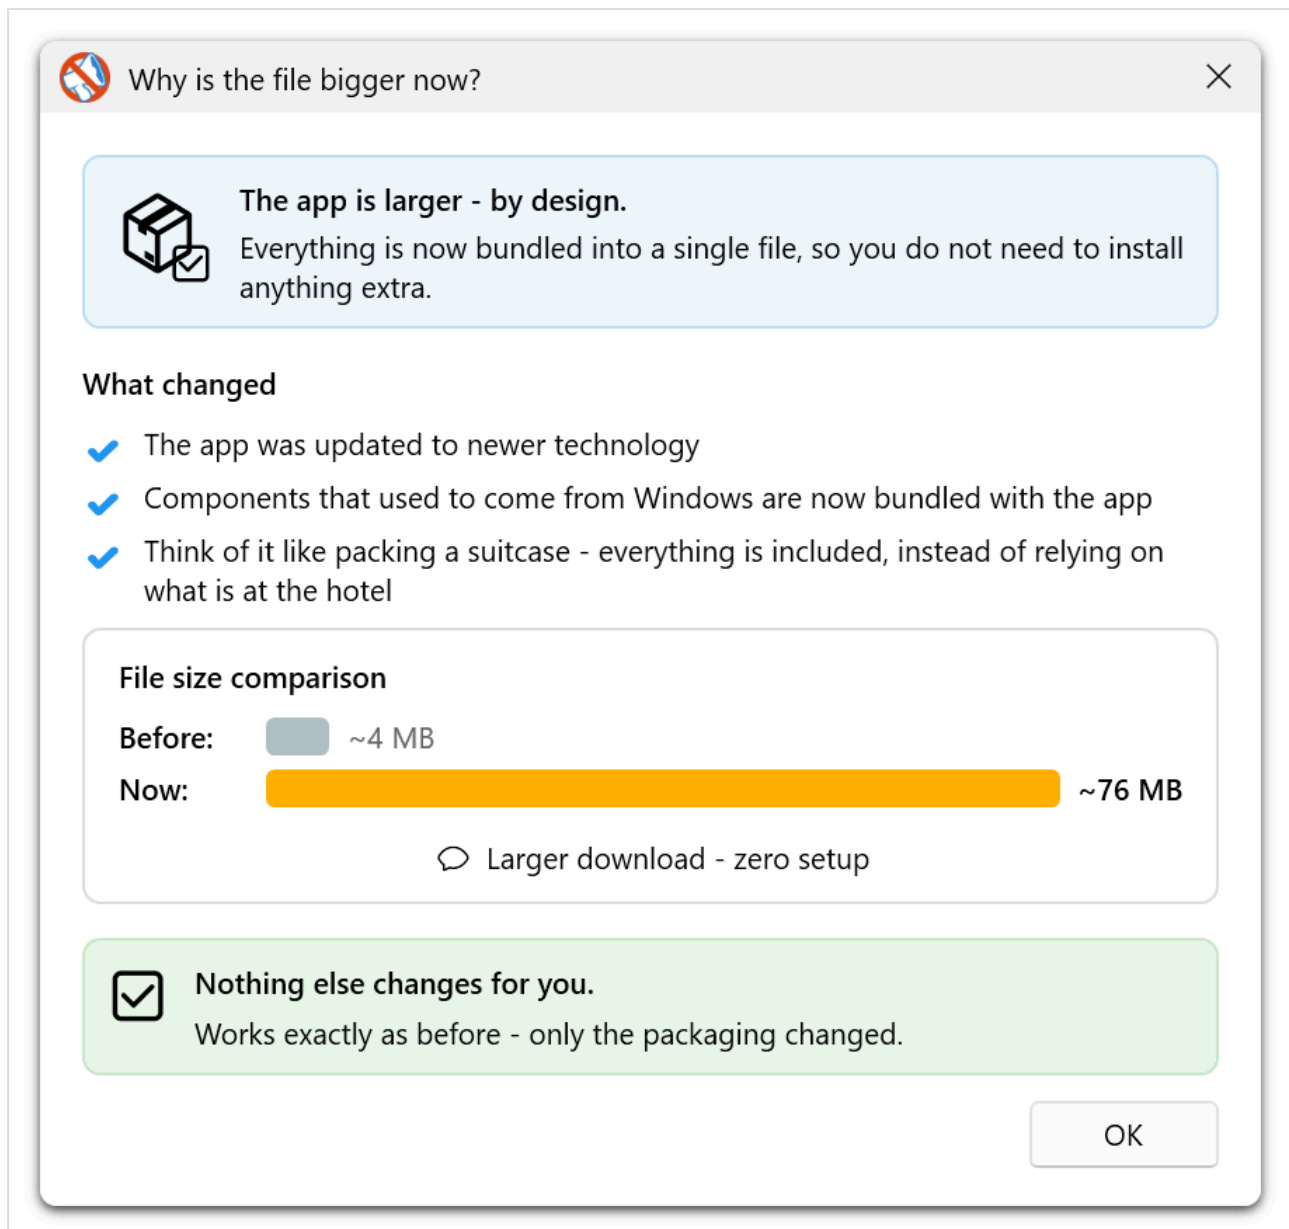 Why is the file bigger now?
The app is larger - by design.
Everything is now bundled into a single file, so you do not need to install
anything extra.
What changed
The app was updated to newer technology
Components that used to come from Windows are now bundled with the app
Think of it like packing a suitcase - everything is included, instead of relying on
what is at the hotel
File size comparison
Before: ~4 MB
Now: ~76 MB
Larger download - zero setup
Nothing else changes for you.
Works exactly as before - only the packaging changed.
OK